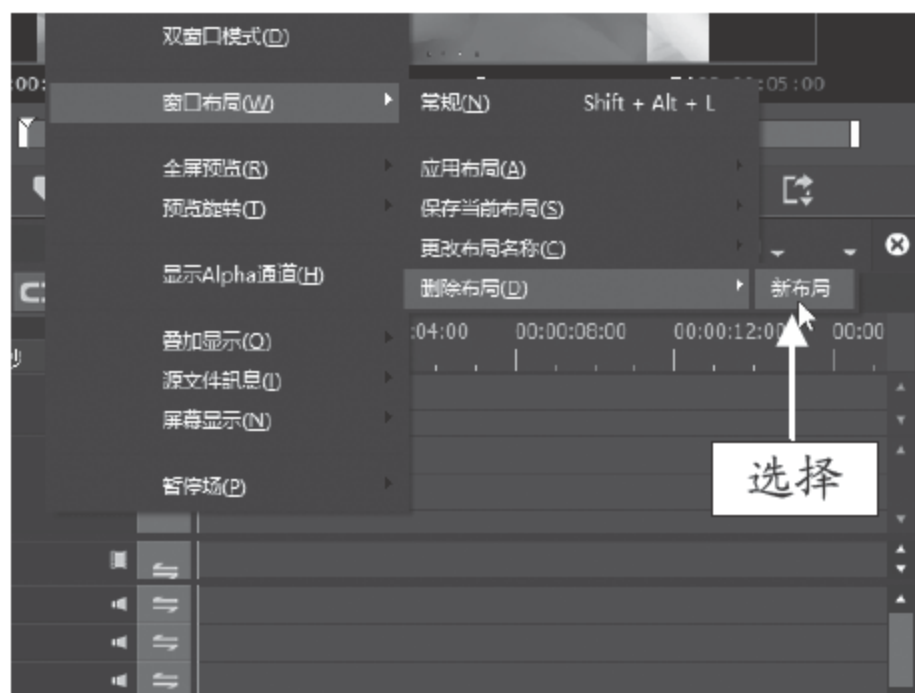 双窗口模式(D)
:05:00
窗口布局(W)
常规(N) Shift + Alt + L
全屏预览(R)
应用布局(A)
预览旋转(T)
保存当前布局(S)
更改布局名称(C)
显示Alpha通道(H)
删除布局(D)
新布局
:04:00 00:00:08:00 00:00:12:00 00:00
叠加显示(O)
源文件訊息(I)
屏幕显示(N)
选择
暂停场(P)